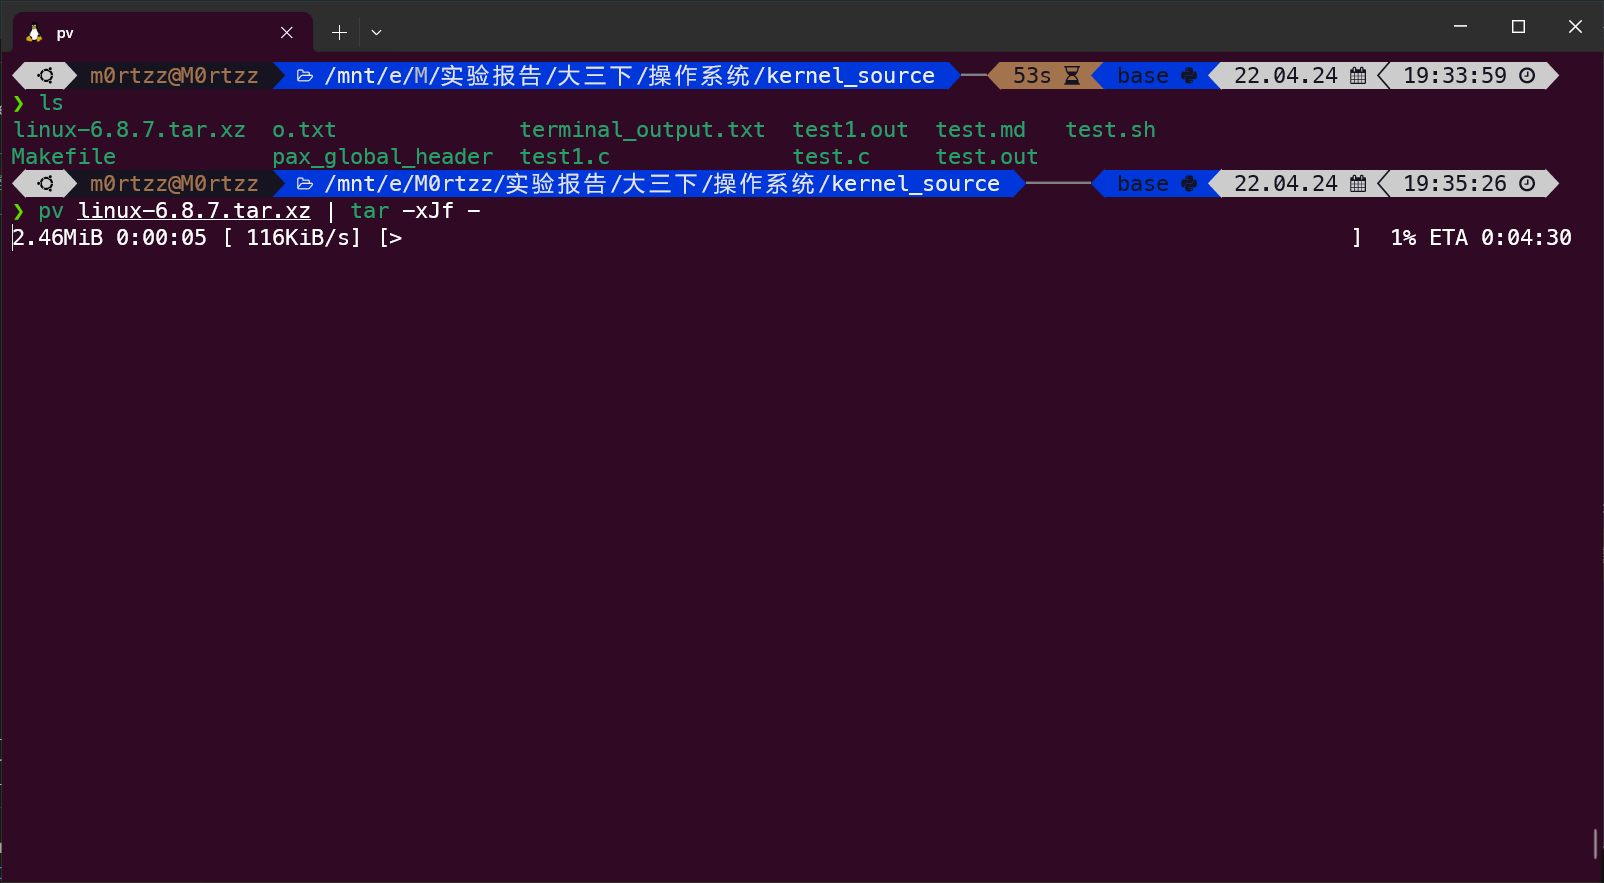 pv
m0rtzz@M0rtzz /mnt/e/M/实验报告/大三下/操作系统/kernel_source 53s base 22.04.24 19:33:59
❯ ls
linux-6.8.7.tar.xz o.txt terminal_output.txt test1.out test.md test.sh
Makefile pax_global_header test1.c test.c test.out
m0rtzz@M0rtzz /mnt/e/M0rtzz/实验报告/大三下/操作系统/kernel_source base 22.04.24 19:35:26
❯ pv linux-6.8.7.tar.xz | tar -xJf -
2.46MiB 0:00:05 [ 116KiB/s] [> ] 1% ETA 0:04:30